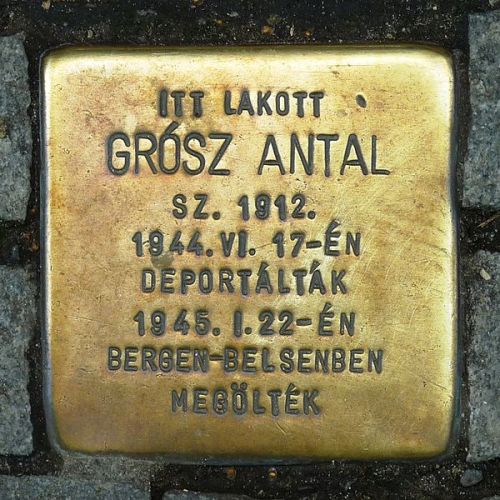 ITT LAKOTT
GRÓSZ ANTAL
SZ. 1912.
1944. VI. 17-ÉN
DEPORTÁLTÁK
1945. I. 22-ÉN
BERGEN-BELSENBEN
MEGÖLTÉK